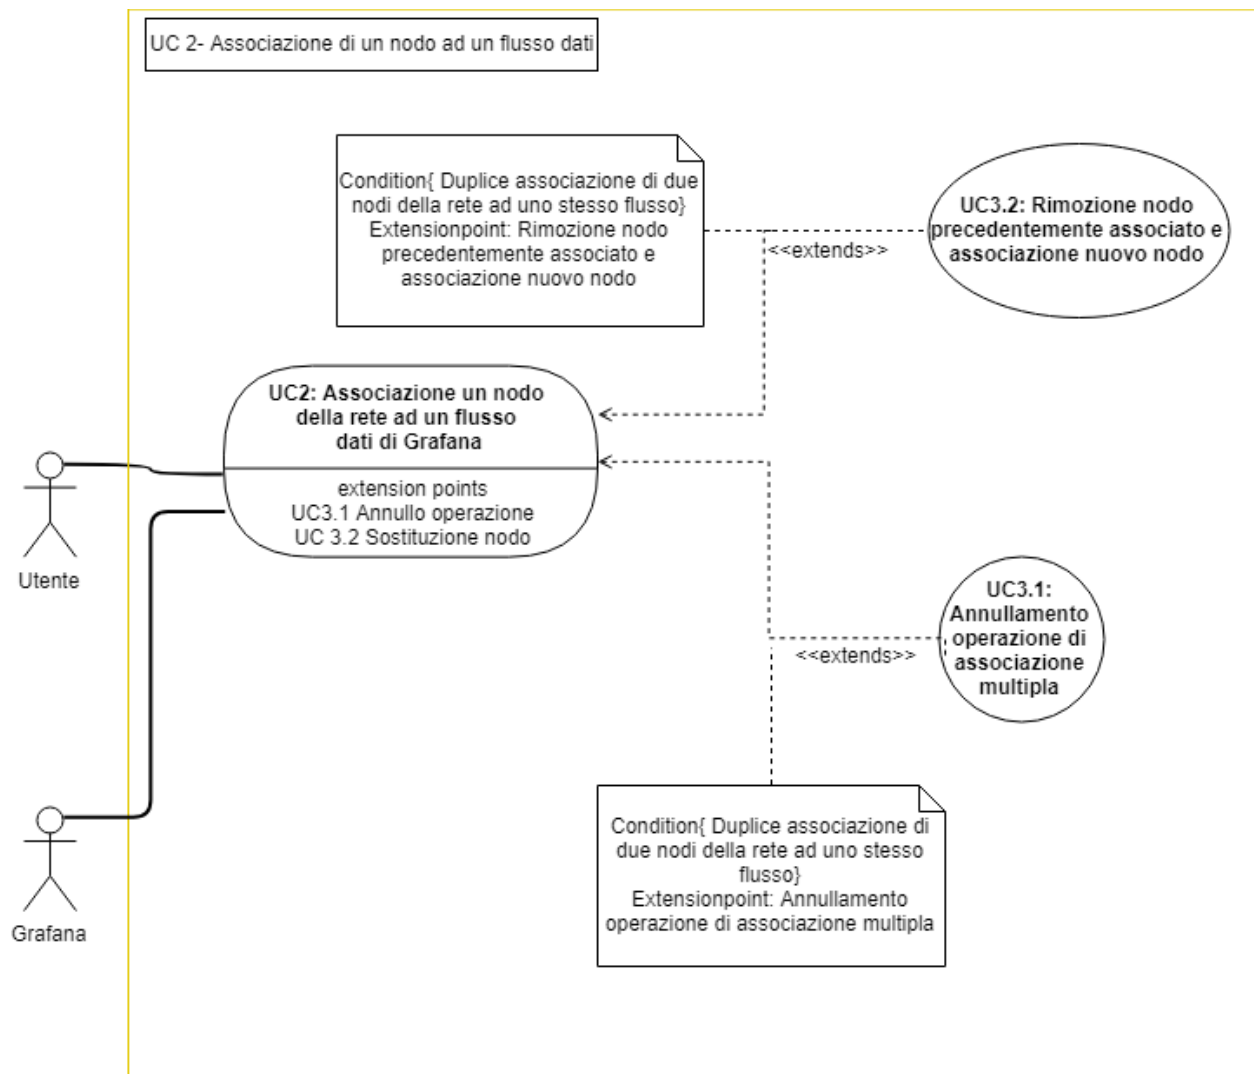 UC 2- Associazione di un nodo ad un flusso dati
Condition{ Duplice associazione di due
nodi della rete ad uno stesso flusso}
Extensionpoint: Rimozione nodo
precedentemente associato e
associazione nuovo nodo
UC3.2: Rimozione nodo
precedentemente associato e
associazione nuovo nodo
<<extends>>
UC2: Associazione un nodo
della rete ad un flusso
dati di Grafana
extension points
UC3.1 Annullo operazione
UC 3.2 Sostituzione nodo
Utente
UC3.1:
Annullamento
operazione di
associazione
multipla
<<extends>>
Condition{ Duplice associazione di
due nodi della rete ad uno stesso
flusso}
Extensionpoint: Annullamento
operazione di associazione multipla
Grafana